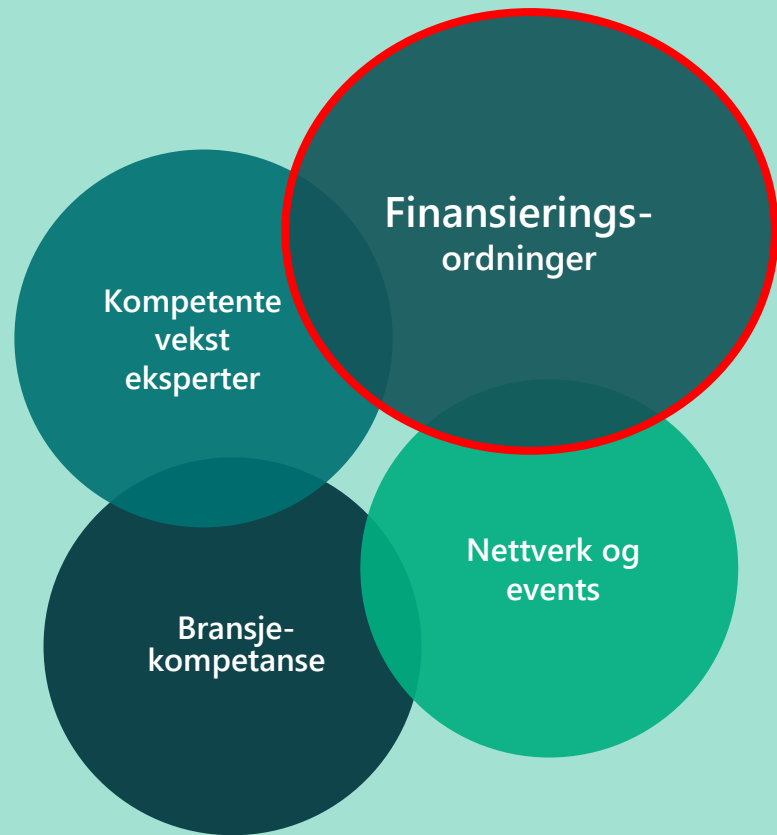 Finansierings-
ordninger
Kompetente
vekst
eksperter
Nettverk og
events
Bransje-
kompetanse